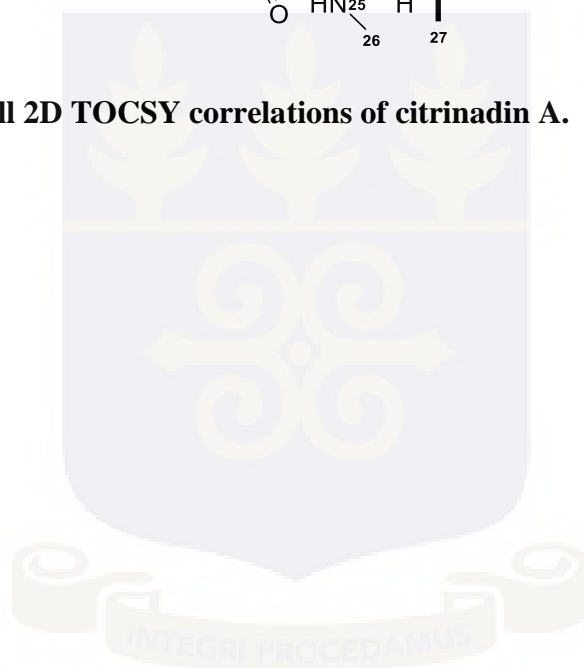 O HN25 H
26 27
ll 2D TOCSY correlations of citrinadin A.
INTEGRI PROCEDAMUS